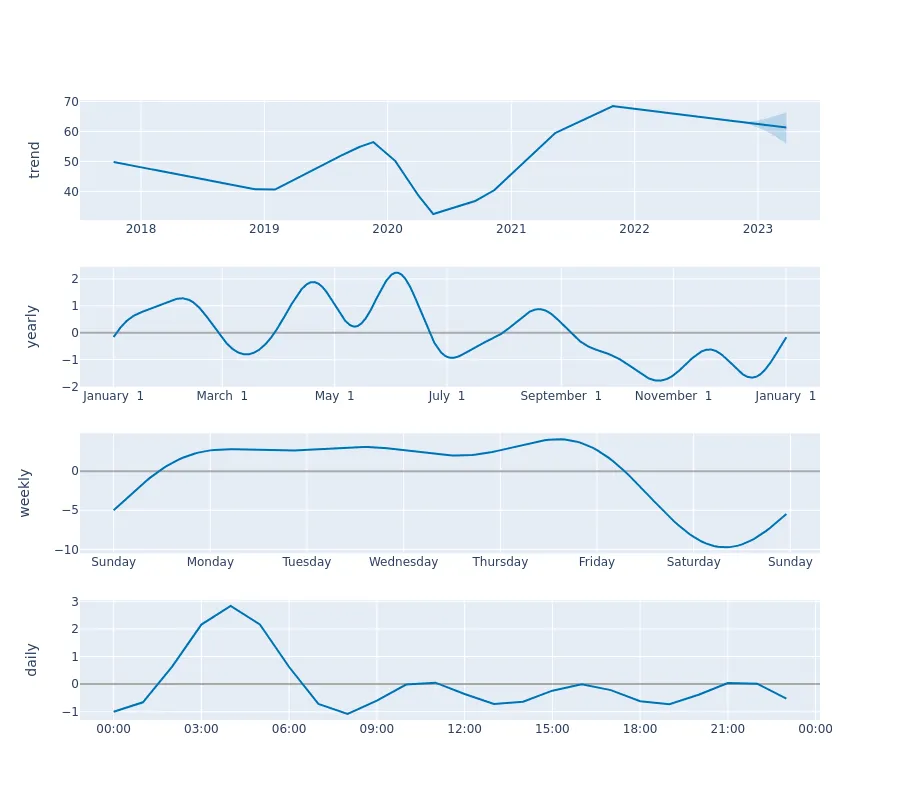 trend
70
60
50
40
2018 2019 2020 2021 2022 2023
yearly
2
1
0
−1
−2
January 1 March 1 May 1 July 1 September 1 November 1 January 1
weekly
0
−5
−10
Sunday Monday Tuesday Wednesday Thursday Friday Saturday Sunday
daily
3
2
1
0
−1
00:00 03:00 06:00 09:00 12:00 15:00 18:00 21:00 00:00